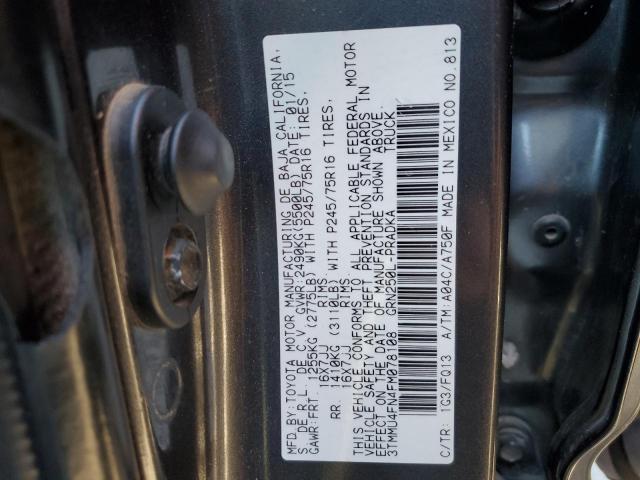 MFD BY: TOYOTA MOTOR MANUFACTURING DE BAJA CALIFORNIA,
S. DE R.L. DE C.V. GVWR: 2490KG(5500LB) DATE: 01/15
GAWR: FRT. 1255KG (2775LB) WITH P245/75R16 TIRES,
16X7JJ RIMS
RR. 1410KG (3110LB) WITH P245/75R16 TIRES,
16X7JJ RIMS
THIS VEHICLE CONFORMS TO ALL APPLICABLE FEDERAL MOTOR
VEHICLE SAFETY AND THEFT PREVENTION STANDARDS IN
EFFECT ON THE DATE OF MANUFACTURE SHOWN ABOVE.
3TMMU4FN4FM078108 GRN250L-PRADKA TRUCK
C/TR: 1G3/FQ13 A/TM: A04C/A750F MADE IN MEXICO NO.813